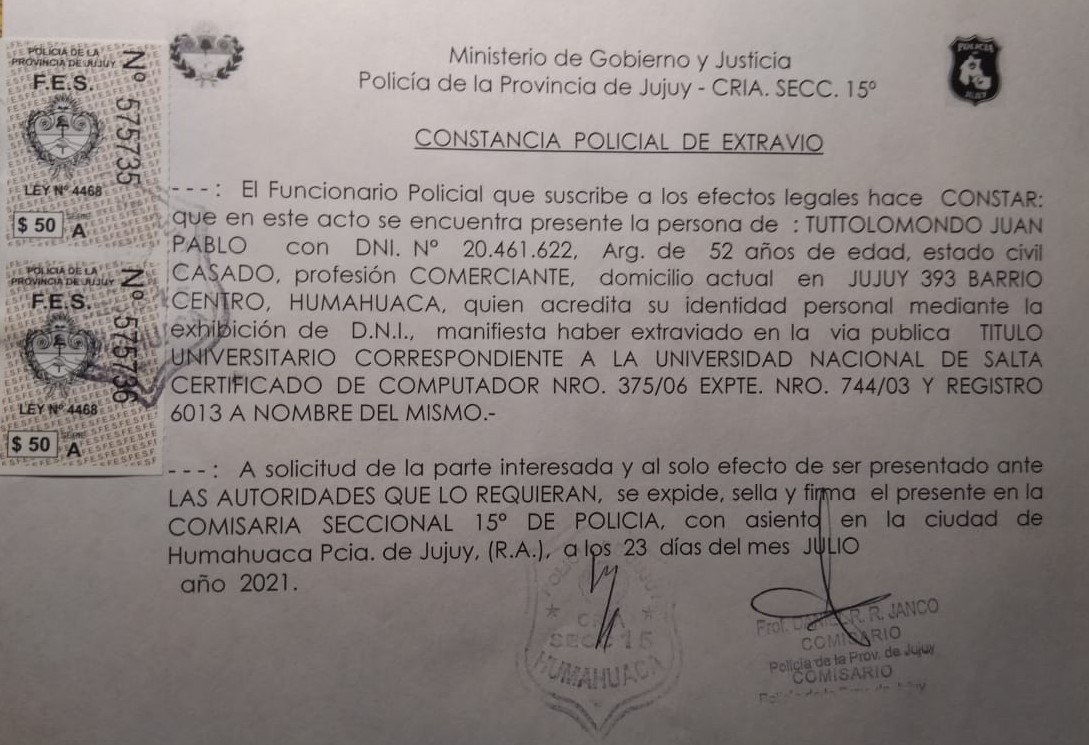 POLICIA DE LA
PROVINCIA DE JUJUY
F.E.S.
Nº 575735
LEY Nº 4468
$ 50
SERIE
A
POLICIA DE LA
PROVINCIA DE JUJUY
F.E.S.
Nº 575736
LEY Nº 4468
$ 50
SERIE
A
POLICIA
Ministerio de Gobierno y Justicia
Policía de la Provincia de Jujuy - CRIA. SECC. 15º
CONSTANCIA POLICIAL DE EXTRAVIO
---: El Funcionario Policial que suscribe a los efectos legales hace CONSTAR:
que en este acto se encuentra presente la persona de : TUTTOLOMONDO JUAN
PABLO con DNI. Nº 20.461.622, Arg. de 52 años de edad, estado civil
CASADO, profesión COMERCIANTE, domicilio actual en JUJUY 393 BARRIO
CENTRO, HUMAHUACA, quien acredita su identidad personal mediante la
exhibición de D.N.I., manifiesta haber extraviado en la via publica TITULO
UNIVERSITARIO CORRESPONDIENTE A LA UNIVERSIDAD NACIONAL DE SALTA
CERTIFICADO DE COMPUTADOR NRO. 375/06 EXPTE. NRO. 744/03 Y REGISTRO
6013 A NOMBRE DEL MISMO.-
---: A solicitud de la parte interesada y al solo efecto de ser presentado ante
LAS AUTORIDADES QUE LO REQUIERAN, se expide, sella y firma el presente en la
COMISARIA SECCIONAL 15º DE POLICIA, con asiento en la ciudad de
Humahuaca Pcia. de Jujuy, (R.A.), a los 23 días del mes JULIO
año 2021.
CRIA
SECC 15
HUMAHUACA
R. JANCO
COMISARIO
Policia de la Prov. de Jujuy
COMISARIO